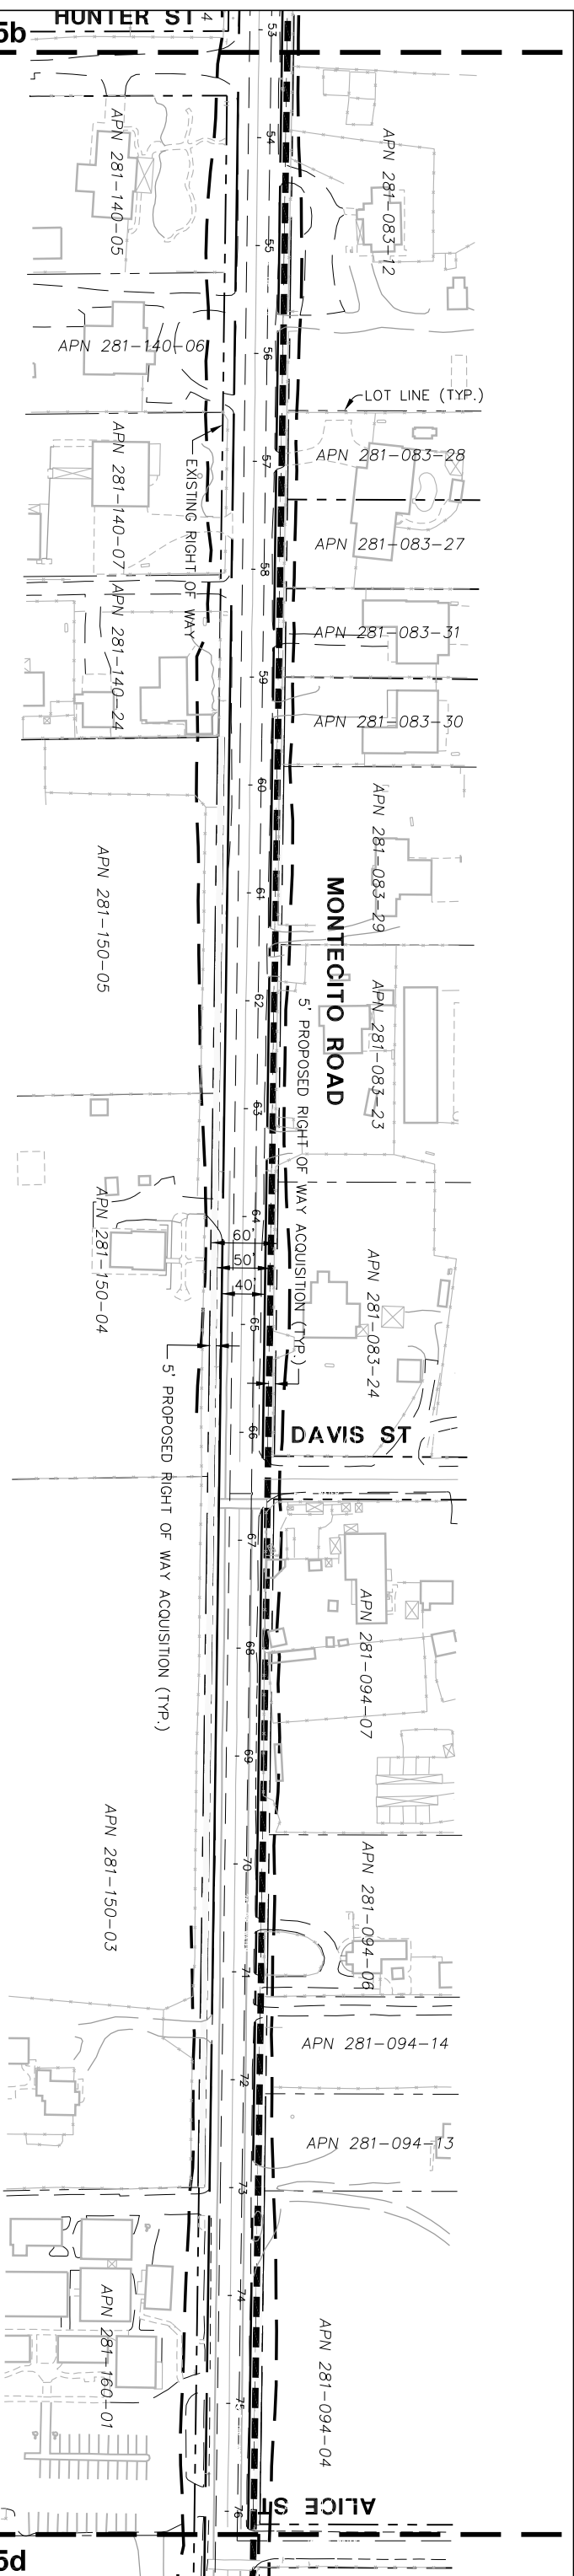 HUNTER ST
4
5b
53
54
APN 281-140-05
APN 281-083-12
55
APN 281-140-06
56
LOT LINE (TYP.)
APN 281-140-07
EXISTING RIGHT OF WAY
57
APN 281-083-28
APN 281-083-27
58
APN 281-140-24
APN 281-083-31
59
APN 281-083-30
60
APN 281-083-29
APN 281-150-05
61
MONTECITO ROAD
62
APN 281-083-23
5' PROPOSED RIGHT OF WAY ACQUISITION (TYP.)
63
APN 281-150-04
64
60'
50'
40'
APN 281-083-24
65
5' PROPOSED RIGHT OF WAY ACQUISITION (TYP.)
66
DAVIS ST
67
APN 281-094-07
68
69
APN 281-150-03
70
APN 281-094-06
71
APN 281-094-14
72
APN 281-094-13
73
74
APN 281-160-01
APN 281-094-04
75
ALICE ST
76
5d